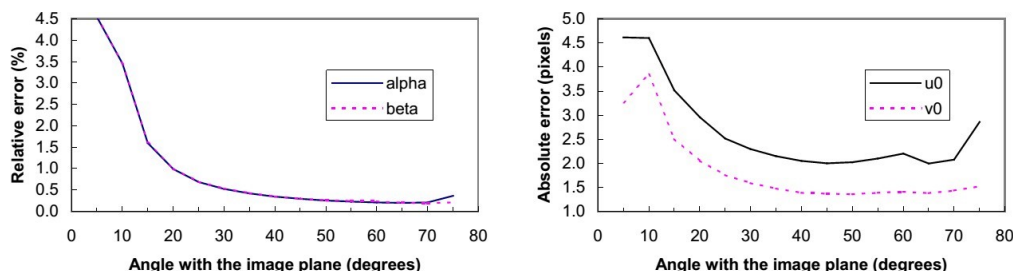 Relative error (%)
4.5
4.0
3.5
3.0
2.5
2.0
1.5
1.0
0.5
0.0
alpha
beta
0 10 20 30 40 50 60 70 80
Angle with the image plane (degrees)
Absolute error (pixels)
5.0
4.5
4.0
3.5
3.0
2.5
2.0
1.5
1.0
u0
v0
0 10 20 30 40 50 60 70 80
Angle with the image plane (degrees)